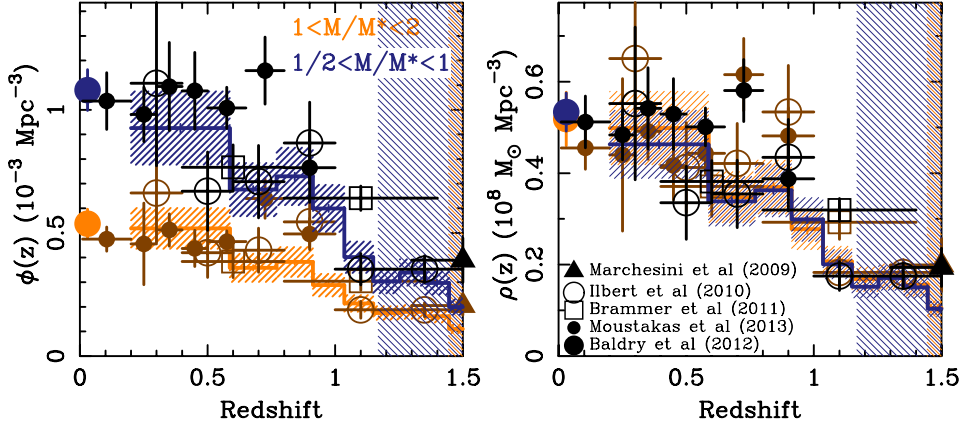 1<M/M*<2
1/2<M/M*<1
ϕ(z) (10⁻³ Mpc⁻³)
1
0.5
0
0 0.5 1 1.5
Redshift
ρ(z) (10⁸ M⊙ Mpc⁻³)
0.6
0.4
0.2
0
Marchesini et al (2009)
Ilbert et al (2010)
Brammer et al (2011)
Moustakas et al (2013)
Baldry et al (2012)
0 0.5 1 1.5
Redshift